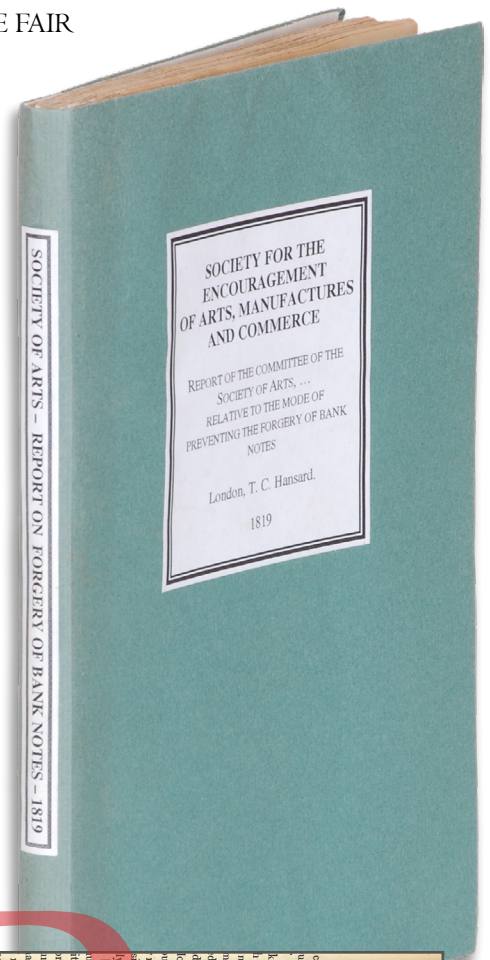 E FAIR
SOCIETY FOR THE
ENCOURAGEMENT
OF ARTS, MANUFACTURES
AND COMMERCE
REPORT OF THE COMMITTEE OF THE
SOCIETY OF ARTS, ...
RELATIVE TO THE MODE OF
PREVENTING THE FORGERY OF BANK
NOTES
London, T. C. Hansard.
1819
SOCIETY OF ARTS – REPORT ON FORGERY OF BANK NOTES – 1819